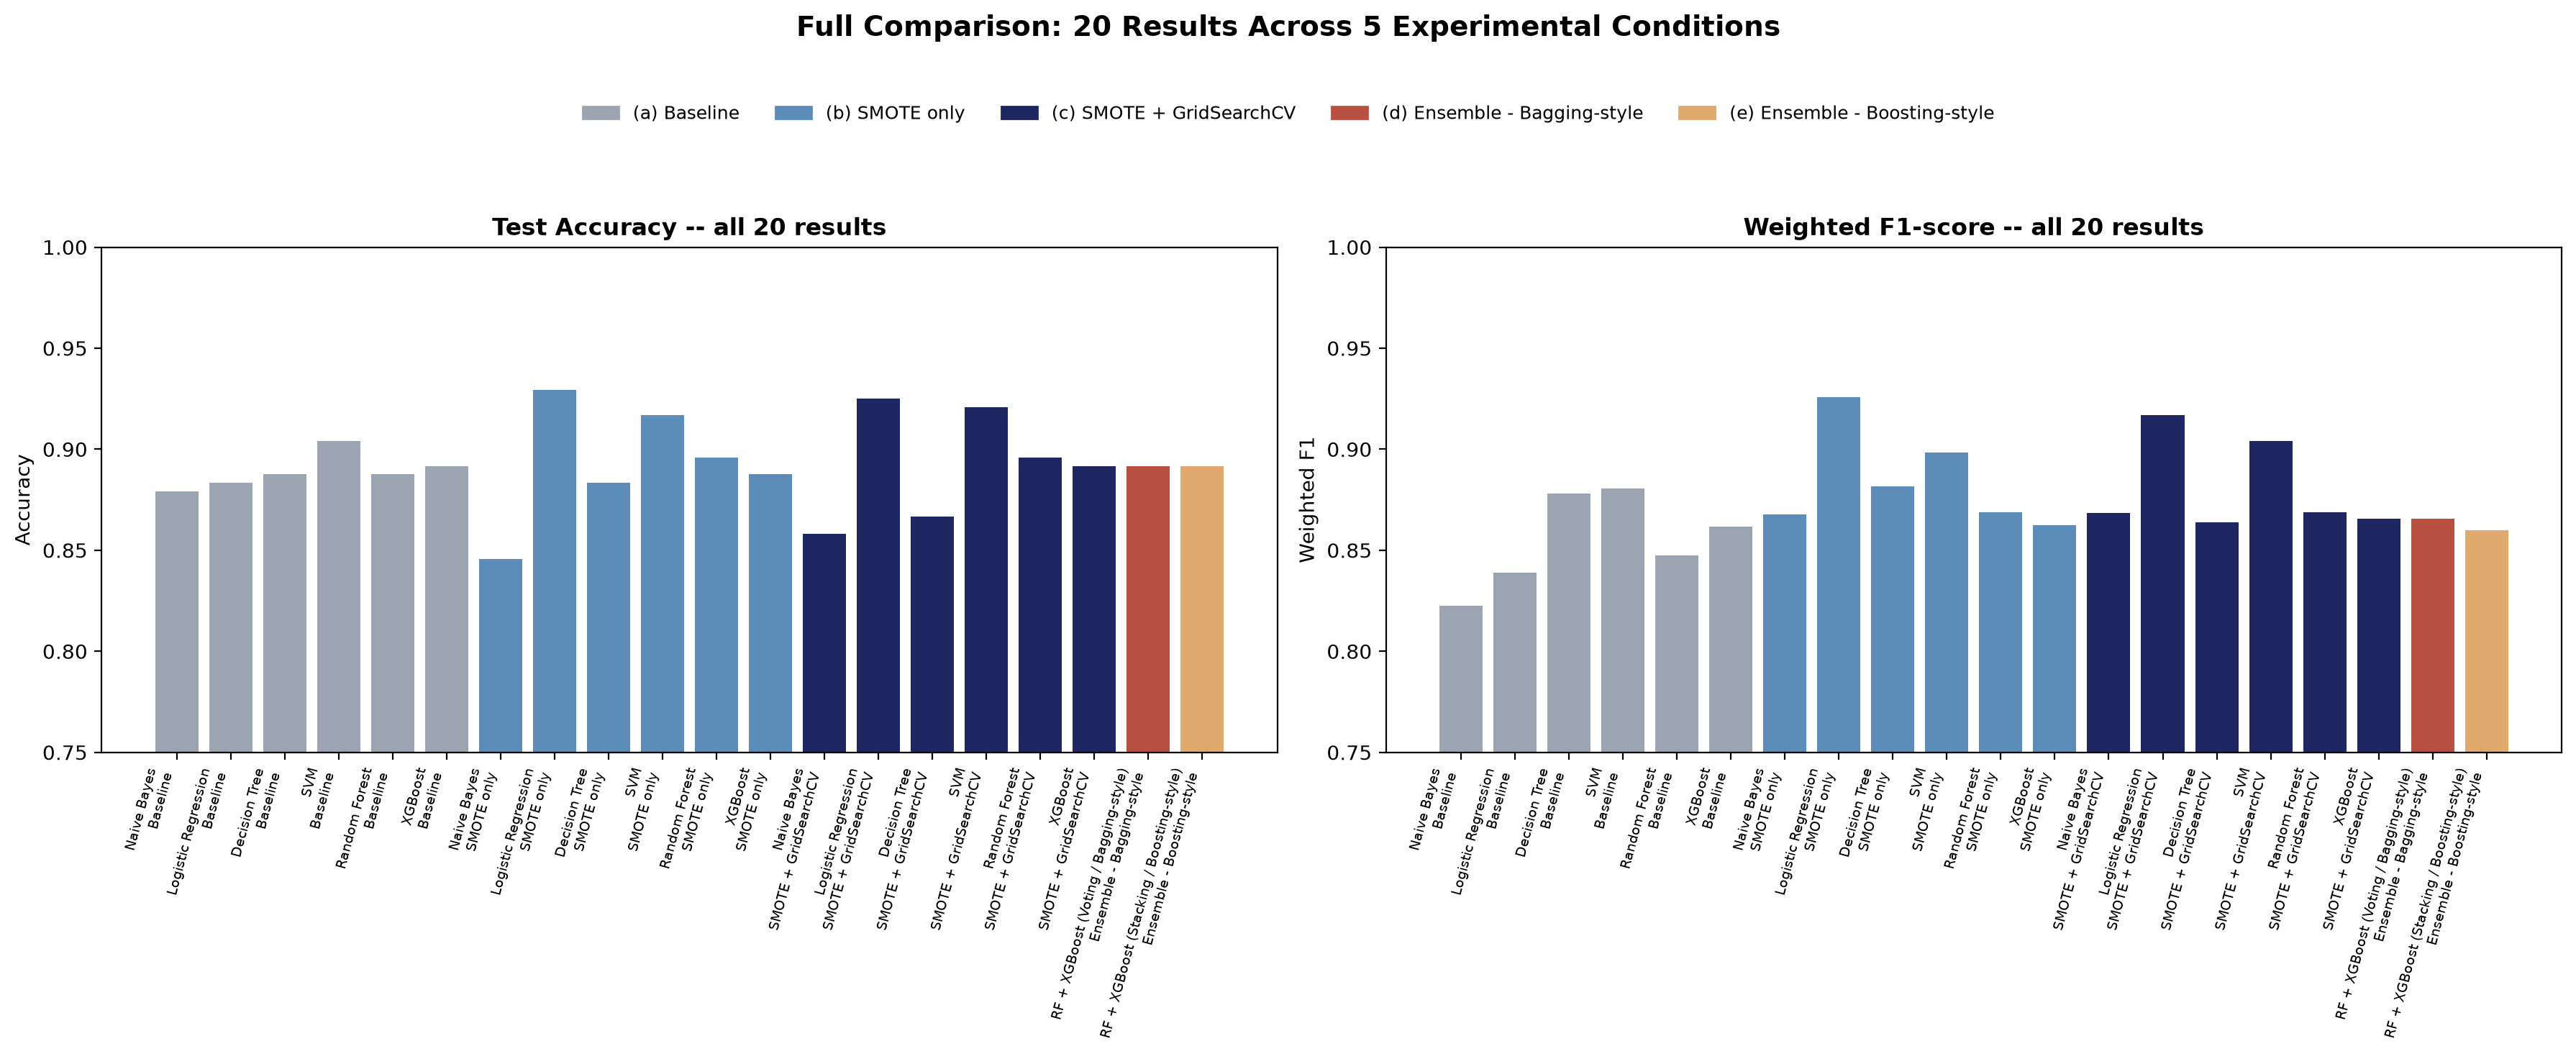 Full Comparison: 20 Results Across 5 Experimental Conditions
(a) Baseline
(b) SMOTE only
(c) SMOTE + GridSearchCV
(d) Ensemble - Bagging-style
(e) Ensemble - Boosting-style
Test Accuracy -- all 20 results
Accuracy
1.00
0.95
0.90
0.85
0.80
0.75
Naive Bayes
Baseline
Logistic Regression
Baseline
Decision Tree
Baseline
SVM
Baseline
Random Forest
Baseline
XGBoost
Baseline
Naive Bayes
SMOTE only
Logistic Regression
SMOTE only
Decision Tree
SMOTE only
SVM
SMOTE only
Random Forest
SMOTE only
XGBoost
SMOTE only
Naive Bayes
SMOTE + GridSearchCV
Logistic Regression
SMOTE + GridSearchCV
Decision Tree
SMOTE + GridSearchCV
SVM
SMOTE + GridSearchCV
Random Forest
SMOTE + GridSearchCV
XGBoost
SMOTE + GridSearchCV
RF + XGBoost (Voting / Bagging-style)
Ensemble - Bagging-style
RF + XGBoost (Stacking / Boosting-style)
Ensemble - Boosting-style
Weighted F1-score -- all 20 results
Weighted F1
1.00
0.95
0.90
0.85
0.80
0.75
Naive Bayes
Baseline
Logistic Regression
Baseline
Decision Tree
Baseline
SVM
Baseline
Random Forest
Baseline
XGBoost
Baseline
Naive Bayes
SMOTE only
Logistic Regression
SMOTE only
Decision Tree
SMOTE only
SVM
SMOTE only
Random Forest
SMOTE only
XGBoost
SMOTE only
Naive Bayes
SMOTE + GridSearchCV
Logistic Regression
SMOTE + GridSearchCV
Decision Tree
SMOTE + GridSearchCV
SVM
SMOTE + GridSearchCV
Random Forest
SMOTE + GridSearchCV
XGBoost
SMOTE + GridSearchCV
RF + XGBoost (Voting / Bagging-style)
Ensemble - Bagging-style
RF + XGBoost (Stacking / Boosting-style)
Ensemble - Boosting-style